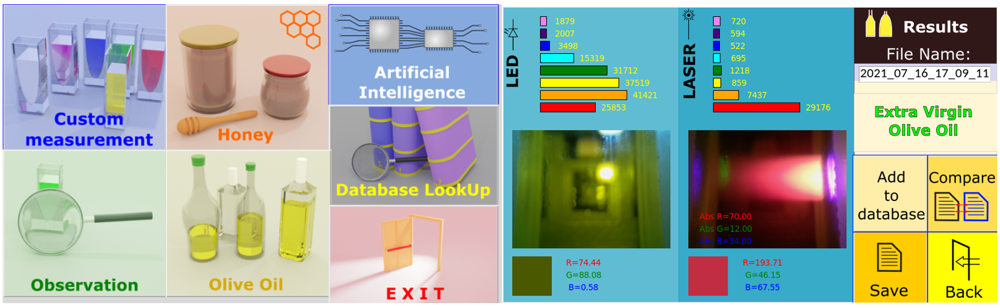 Custom
measurement
Honey
Artificial
Intelligence
Database LookUp
Observation
Olive Oil
E X I T
LED
1879
2007
3498
15319
31712
37519
41421
25853
R=74.44
G=88.08
B=0.58
LASER
720
594
522
695
1218
859
7437
29176
Abs R=70.00
Abs G=12.00
Abs B=34.00
R=193.71
G=46.15
B=67.55
Results
File Name:
2021_07_16_17_09_11
Extra Virgin
Olive Oil
Add
to
database
Compare
Save
Back